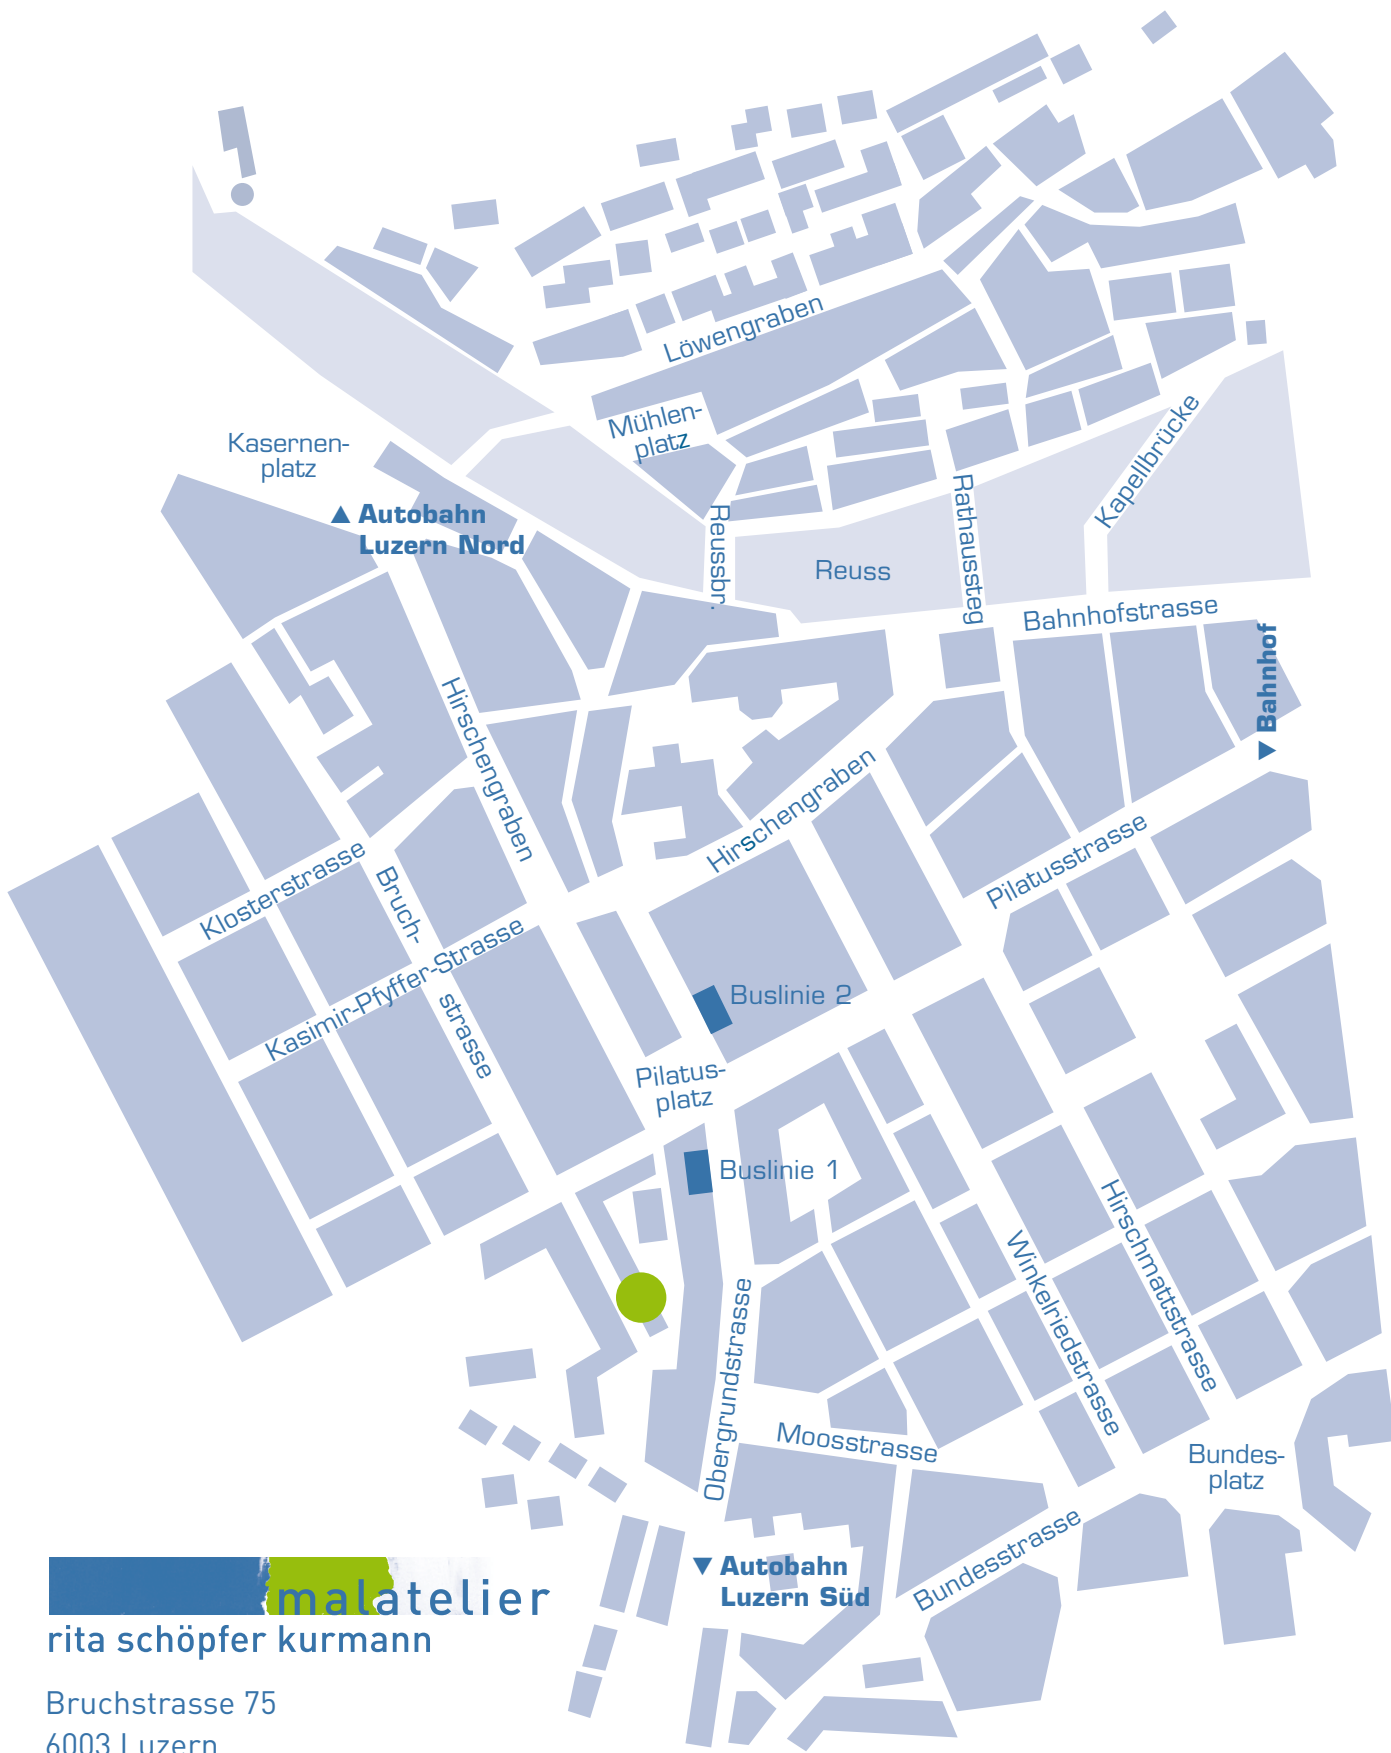 Löwengraben
Mühlen-
platz
Kasernen-
platz
▲ Autobahn
Luzern Nord
Reussbr.
Reuss
Rathaussteg
Kapellbrücke
Bahnhofstrasse
▼ Bahnhof
Hirschengraben
Hirschengraben
Pilatusstrasse
Klosterstrasse
Bruch-
strasse
Kasimir-Pfyffer-Strasse
Buslinie 2
Pilatus-
platz
Buslinie 1
Obergrundstrasse
Winkelriedstrasse
Hirschmattstrasse
Moosstrasse
Bundes-
platz
Bundesstrasse
▼ Autobahn
Luzern Süd
malatelier
rita schöpfer kurmann
Bruchstrasse 75
6003 Luzern